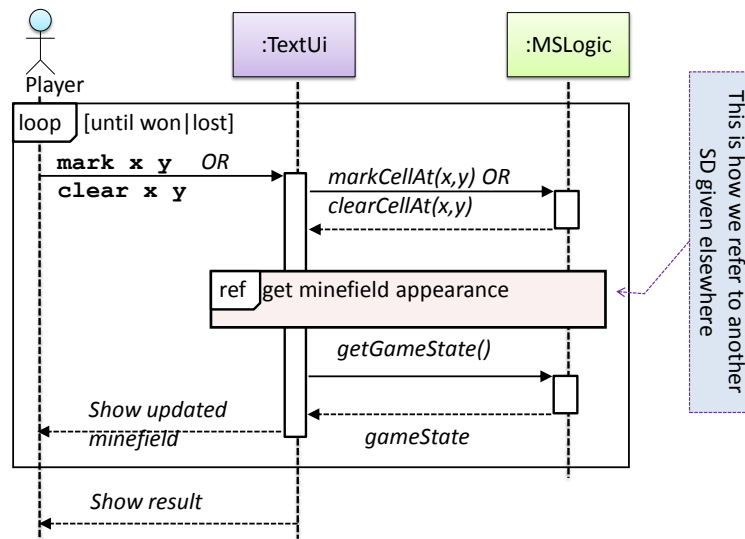 :TextUi
:MSLogic
Player
loop
[until won|lost]
mark x y OR
clear x y
markCellAt(x,y) OR
clearCellAt(x,y)
ref
get minefield appearance
getGameState()
Show updated
minefield
gameState
Show result
This is how we refer to another
SD given elsewhere